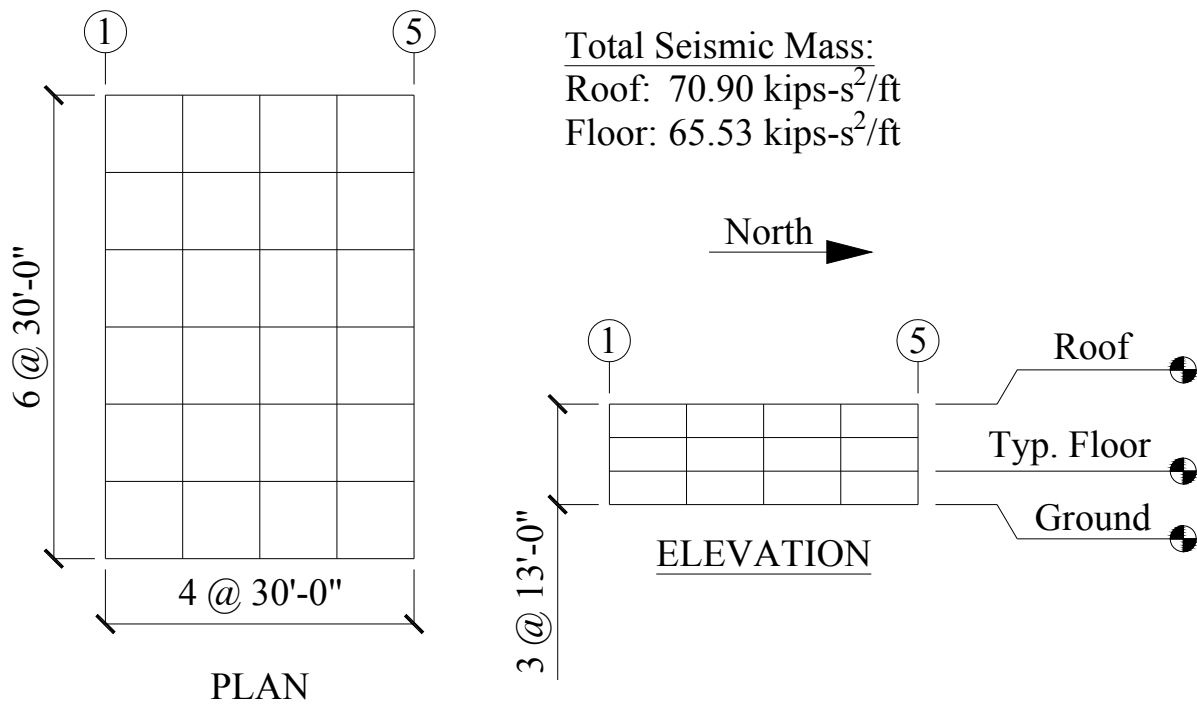 1
5
6 @ 30'-0"
4 @ 30'-0"
PLAN
Total Seismic Mass:
Roof: 70.90 kips-s²/ft
Floor: 65.53 kips-s²/ft
North
1
5
Roof
Typ. Floor
Ground
3 @ 13'-0"
ELEVATION